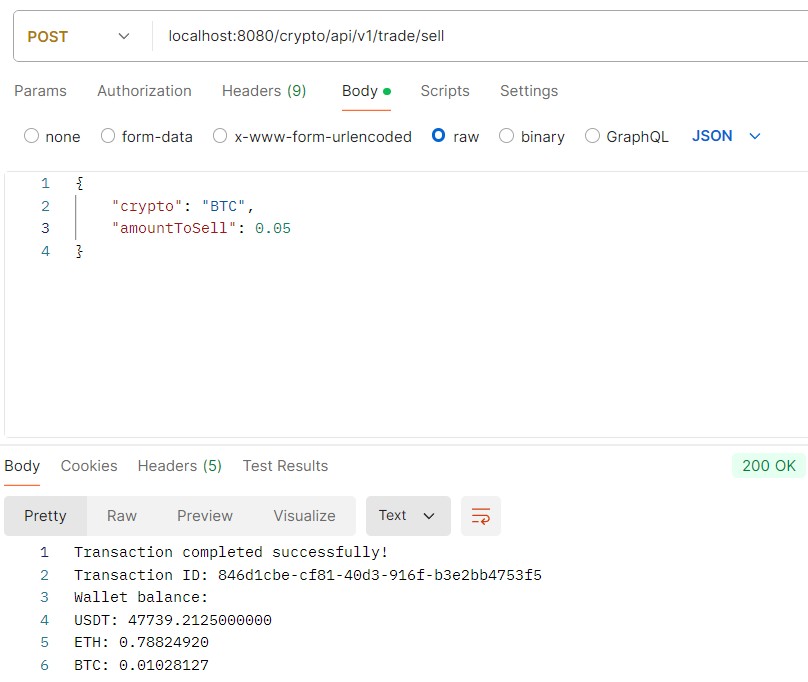 POST localhost:8080/crypto/api/v1/trade/sell
Params Authorization Headers (9) Body Scripts Settings
none form-data x-www-form-urlencoded raw binary GraphQL JSON
1 {
2 "crypto": "BTC",
3 "amountToSell": 0.05
4 }
Body Cookies Headers (5) Test Results 200 OK
Pretty Raw Preview Visualize Text
1 Transaction completed successfully!
2 Transaction ID: 846d1cbe-cf81-40d3-916f-b3e2bb4753f5
3 Wallet balance:
4 USDT: 47739.2125000000
5 ETH: 0.78824920
6 BTC: 0.01028127